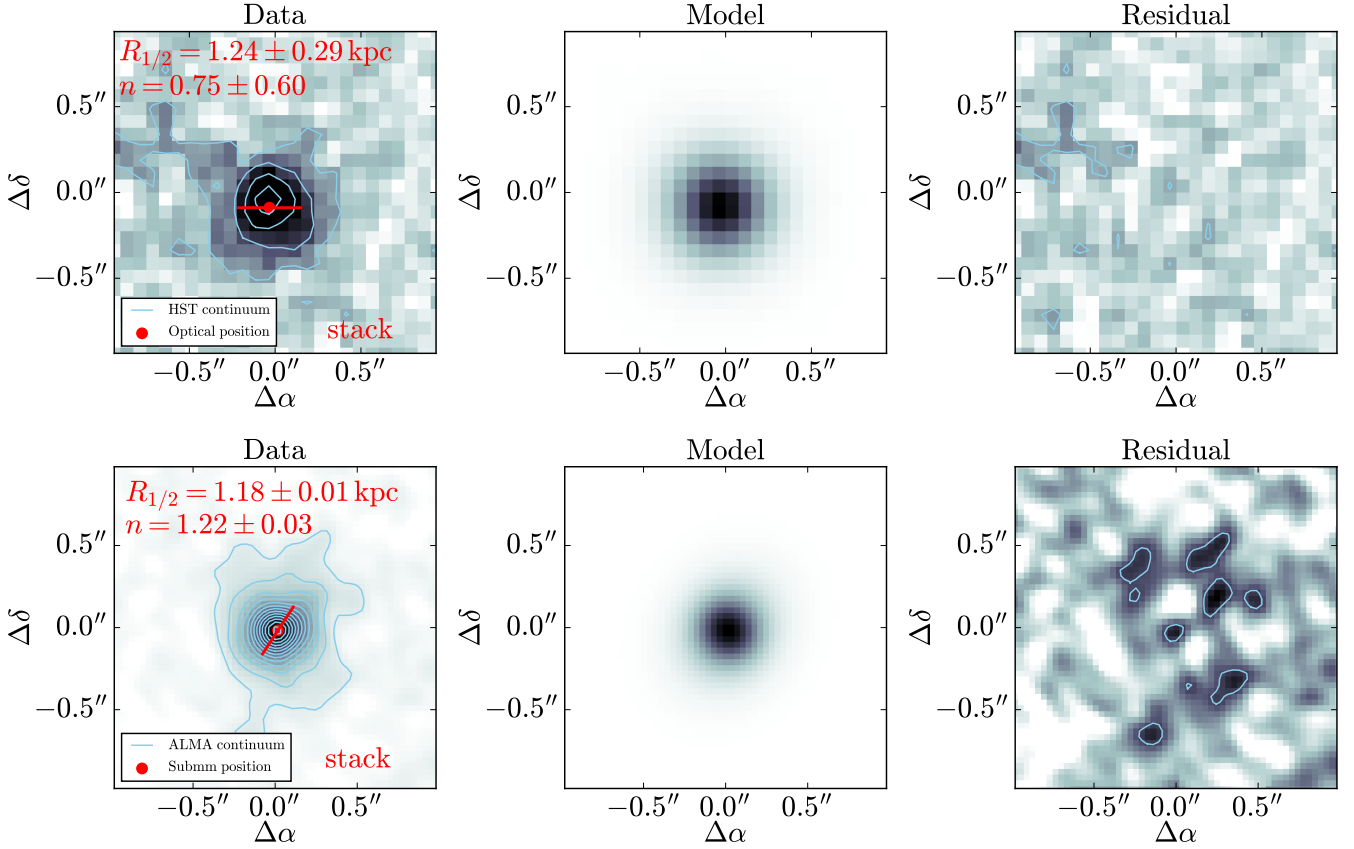 Data
Model
Residual
R1/2 = 1.24 ± 0.29 kpc
n = 0.75 ± 0.60
0.5″
0.0″
−0.5″
Δδ
HST continuum
Optical position
stack
−0.5″ 0.0″ 0.5″
Δα
0.5″
0.0″
−0.5″
Δδ
−0.5″ 0.0″ 0.5″
Δα
0.5″
0.0″
−0.5″
Δδ
−0.5″ 0.0″ 0.5″
Δα
Data
Model
Residual
R1/2 = 1.18 ± 0.01 kpc
n = 1.22 ± 0.03
0.5″
0.0″
−0.5″
Δδ
ALMA continuum
Submm position
stack
−0.5″ 0.0″ 0.5″
Δα
0.5″
0.0″
−0.5″
Δδ
−0.5″ 0.0″ 0.5″
Δα
0.5″
0.0″
−0.5″
Δδ
−0.5″ 0.0″ 0.5″
Δα